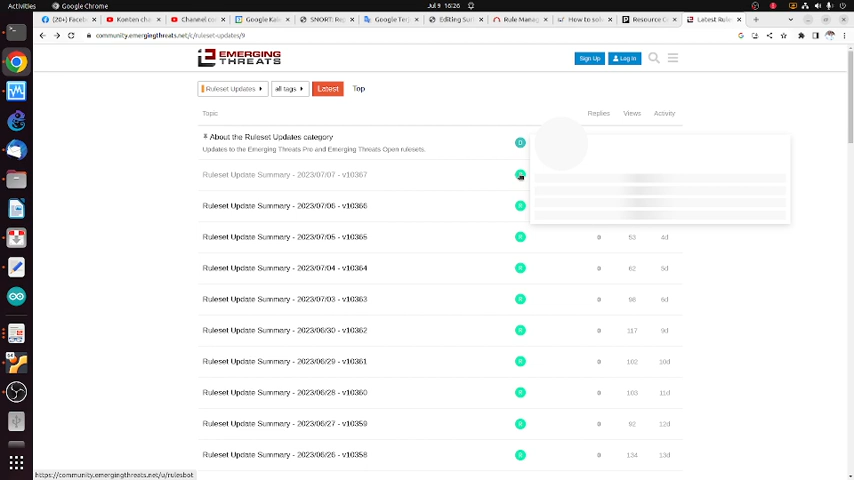 Activities Google Chrome Jul 9 16:26
(20+) Faceb Konten cha Channel co Google Kale SNORT: Re Google Ter Editing Sur Rule Manag How to sol Resource C Latest Rule
community.emergingthreats.net/c/ruleset-updates/9
EMERGING THREATS Sign Up Log In
Ruleset Updates all tags Latest Top
Topic Replies Views Activity
About the Ruleset Updates category D
Updates to the Emerging Threats Pro and Emerging Threats Open rulesets.
Ruleset Update Summary - 2023/07/07 - v10367
Ruleset Update Summary - 2023/07/06 - v10366 R
Ruleset Update Summary - 2023/07/05 - v10365 R 0 53 4d
Ruleset Update Summary - 2023/07/04 - v10364 R 0 62 5d
Ruleset Update Summary - 2023/07/03 - v10363 R 0 98 6d
Ruleset Update Summary - 2023/06/30 - v10362 R 0 117 9d
Ruleset Update Summary - 2023/06/29 - v10361 R 0 102 10d
Ruleset Update Summary - 2023/06/28 - v10360 R 0 103 11d
Ruleset Update Summary - 2023/06/27 - v10359 R 0 92 12d
Ruleset Update Summary - 2023/06/26 - v10358 R 0 134 13d
https://community.emergingthreats.net/u/rulesbot